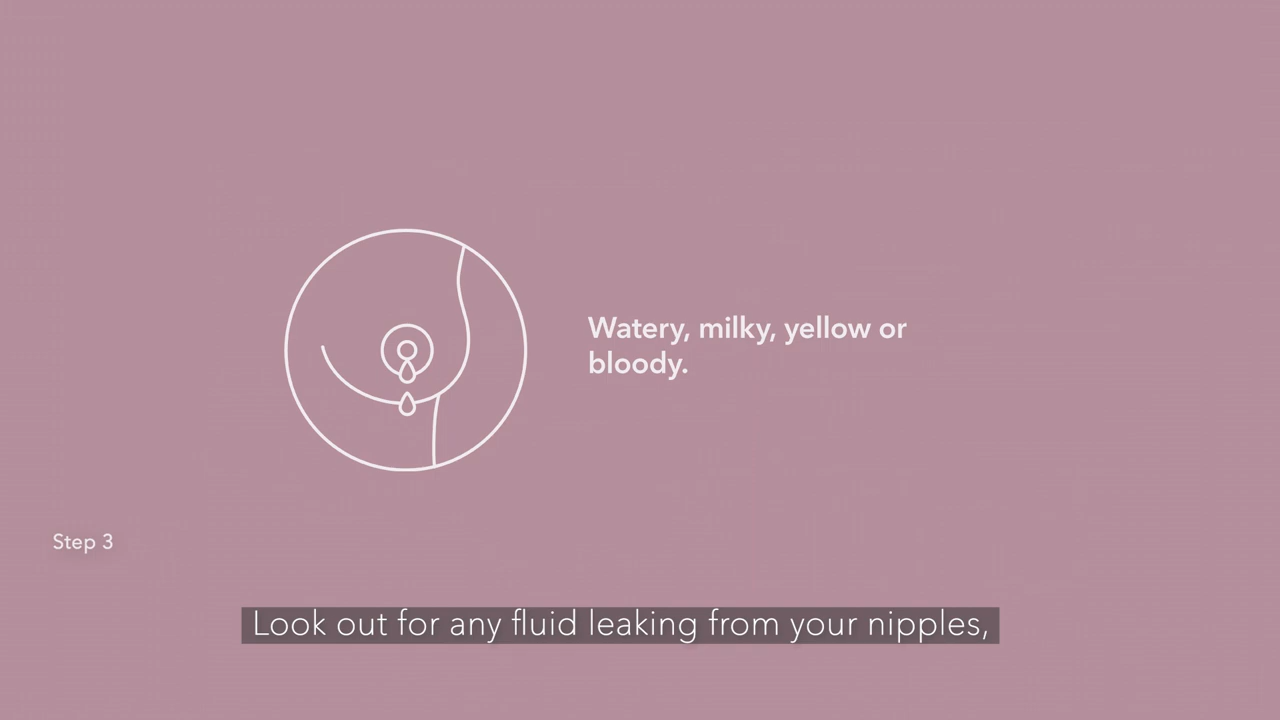 Watery, milky, yellow or
bloody.
Step 3
Look out for any fluid leaking from your nipples,